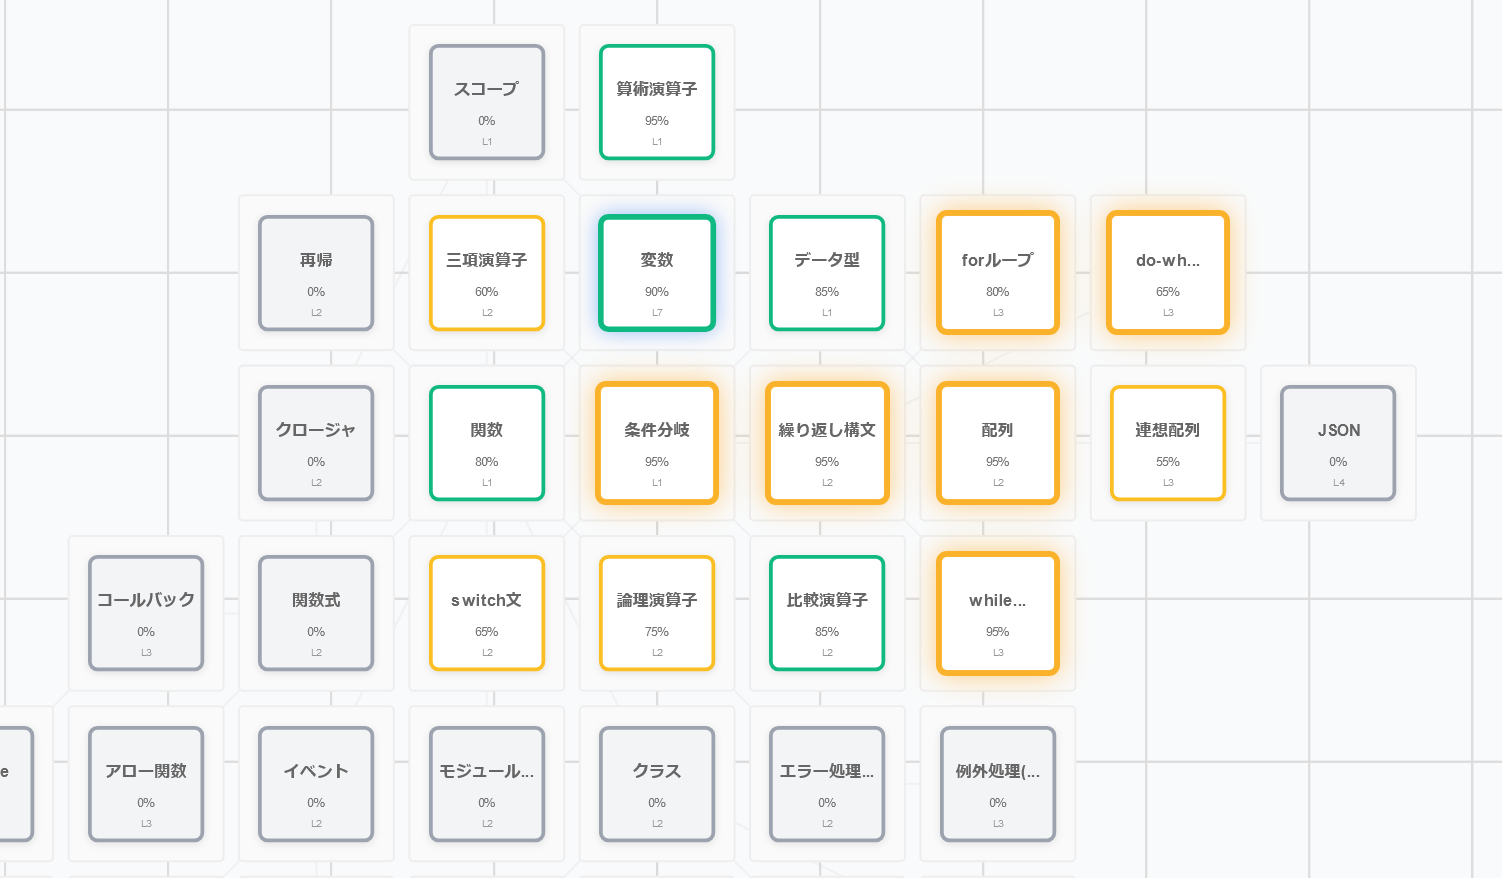 スコープ
0%
L1
算術演算子
95%
L1
再帰
0%
L2
三項演算子
60%
L2
変数
90%
L7
データ型
85%
L1
forループ
80%
L3
do-wh...
65%
L3
クロージャ
0%
L2
関数
80%
L1
条件分岐
95%
L1
繰り返し構文
95%
L2
配列
95%
L2
連想配列
55%
L3
JSON
0%
L4
コールバック
0%
L3
関数式
0%
L2
switch文
65%
L2
論理演算子
75%
L2
比較演算子
85%
L2
while...
95%
L3
e
アロー関数
0%
L3
イベント
0%
L2
モジュール...
0%
L2
クラス
0%
L2
エラー処理...
0%
L2
例外処理(...
0%
L3